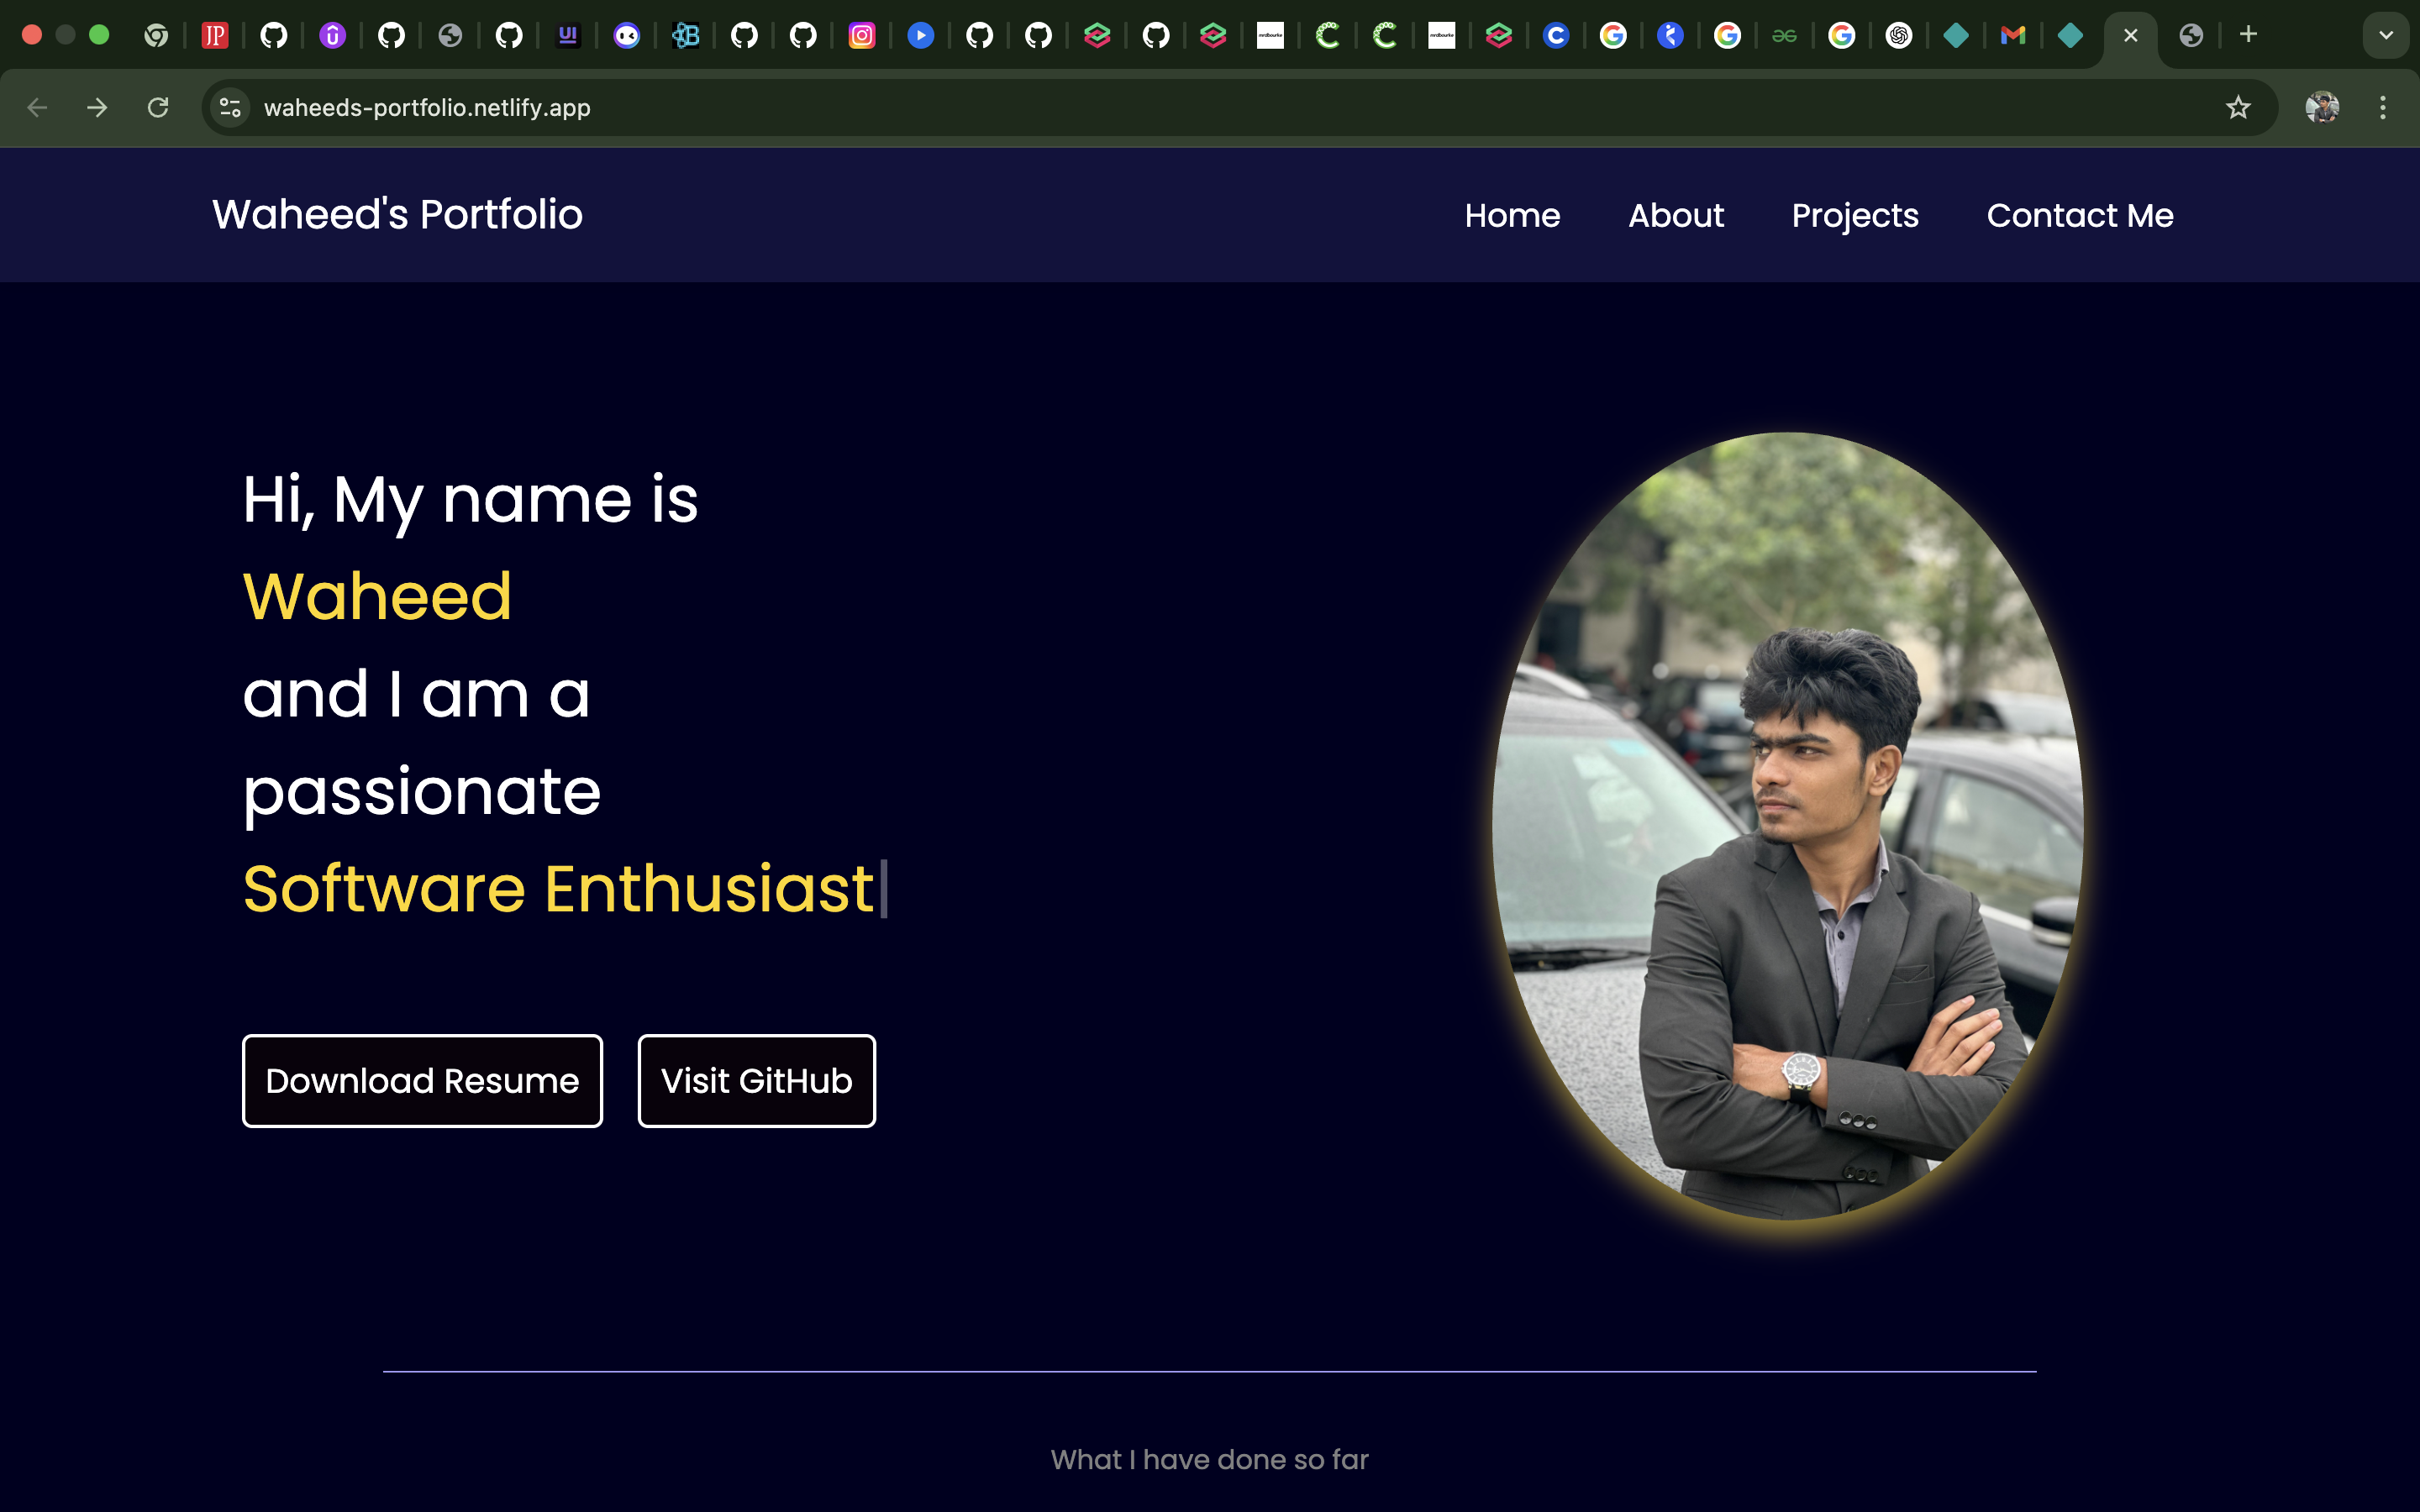 waheeds-portfolio.netlify.app
Waheed's Portfolio
Home About Projects Contact Me
Hi, My name is
Waheed
and I am a
passionate
Software Enthusiast
Download Resume Visit GitHub
What I have done so far